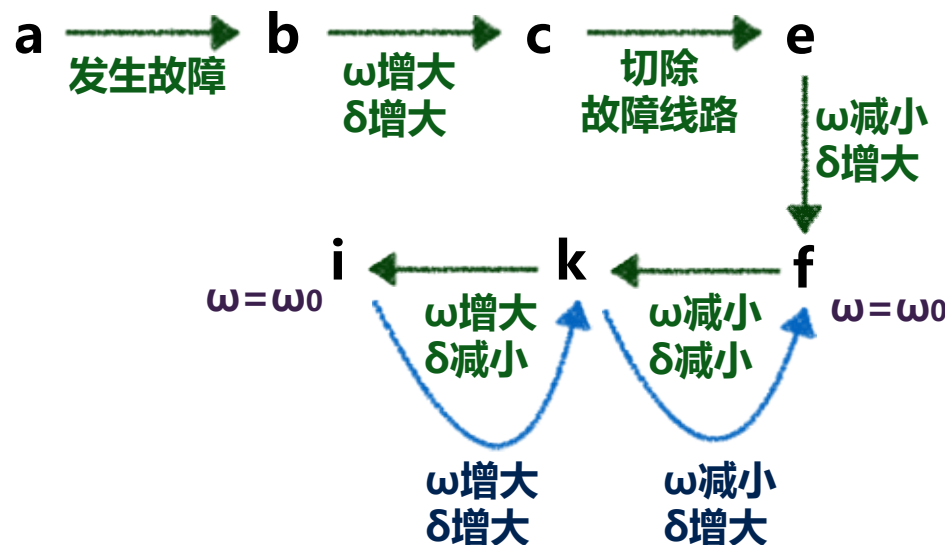 a
b
c
e
发生故障
ω增大
δ增大
切除
故障线路
ω减小
δ增大
i
k
f
ω=ω0
ω增大
δ减小
ω减小
δ减小
ω=ω0
ω增大
δ增大
ω减小
δ增大